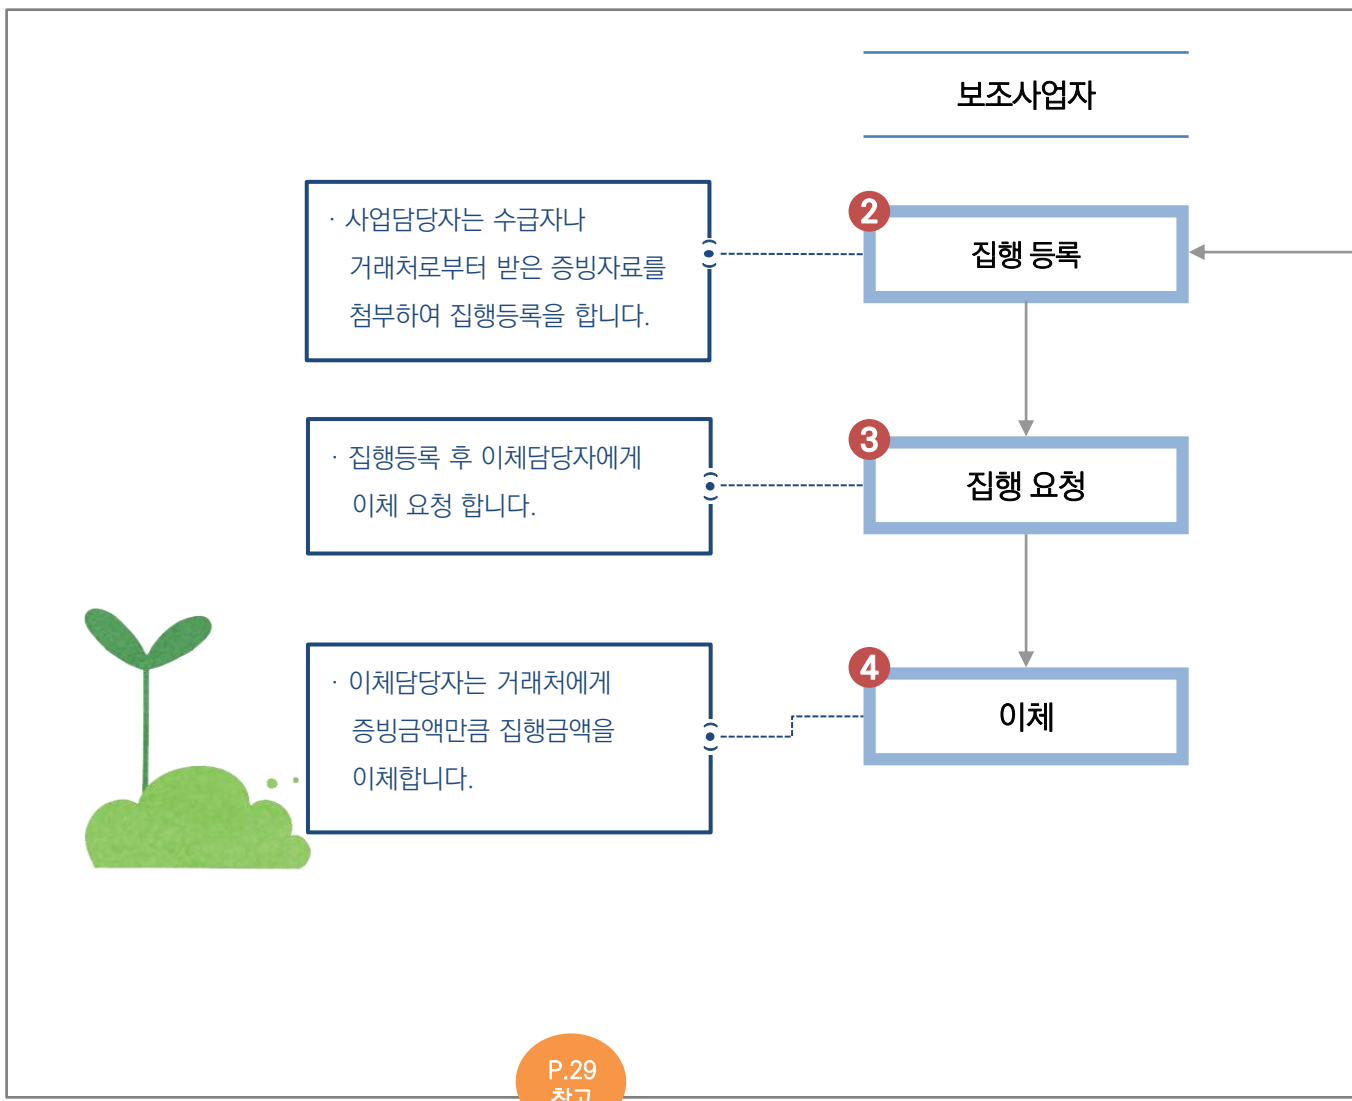 보조사업자
· 사업담당자는 수급자나
거래처로부터 받은 증빙자료를
첨부하여 집행등록을 합니다.
2
집행 등록
· 집행등록 후 이체담당자에게
이체 요청 합니다.
3
집행 요청
· 이체담당자는 거래처에게
증빙금액만큼 집행금액을
이체합니다.
4
이체
P.29
참고